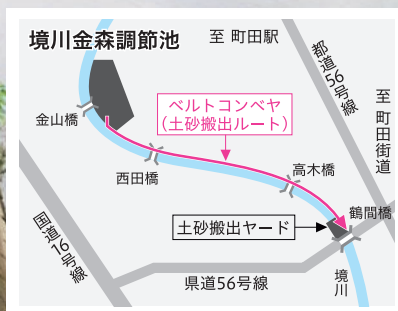 境川金森調節池
至 町田駅
都道56号線
至 町田街道
ベルトコンベヤ
(土砂搬出ルート)
金山橋
西田橋
高木橋
鶴間橋
土砂搬出ヤード
国道16号線
県道56号線
境川